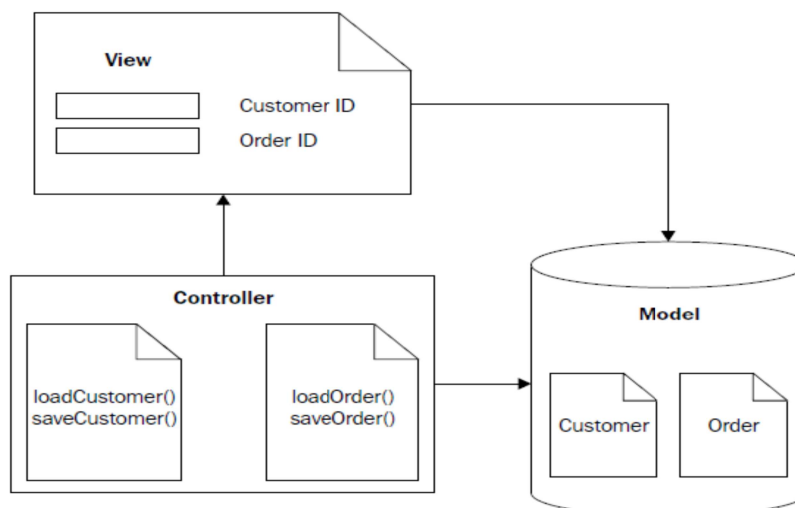 View
Customer ID
Order ID
Controller
loadCustomer()
saveCustomer()
loadOrder()
saveOrder()
Model
Customer
Order